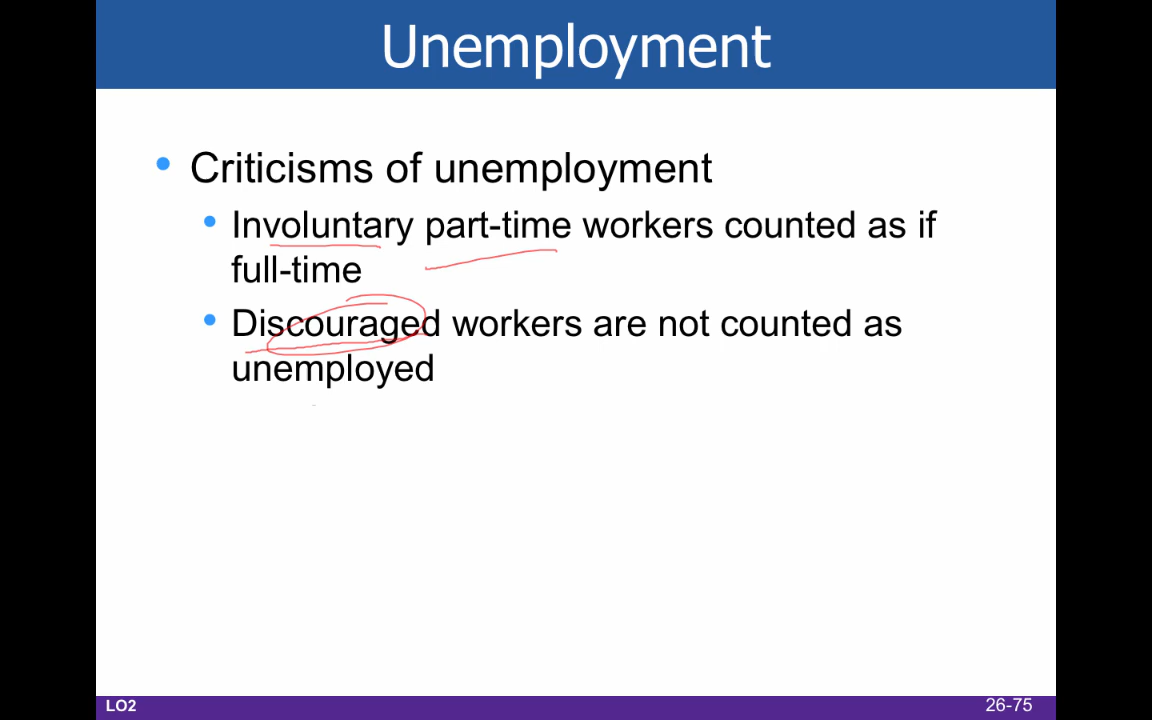 Unemployment
• Criticisms of unemployment
• Involuntary part-time workers counted as if
full-time
• Discouraged workers are not counted as
unemployed
LO2
26-75